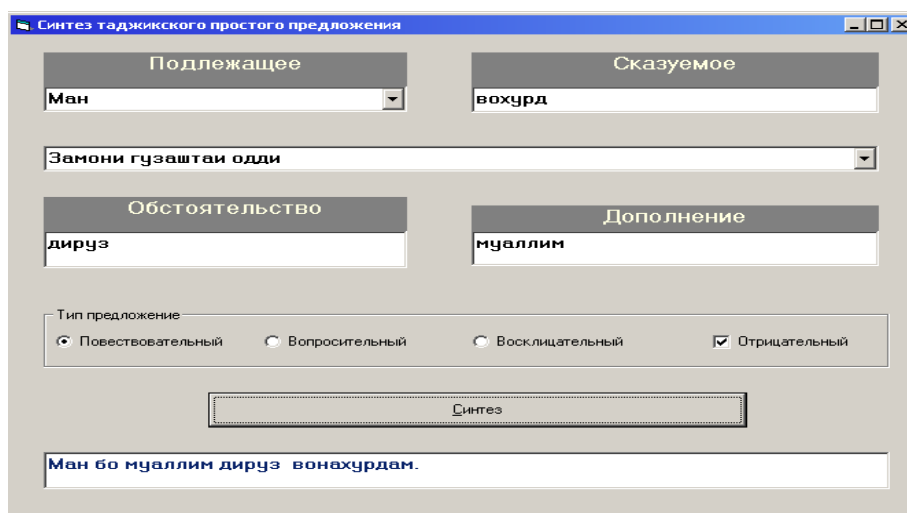 Синтез таджикского простого предложения
Подлежащее
Сказуемое
Ман
вохурд
Замони гузаштаи одди
Обстоятельство
Дополнение
дируз
муаллим
Тип предложение
Повествовательный
Вопросительный
Восклицательный
Отрицательный
Синтез
Ман бо муаллим дируз вонахурдам.